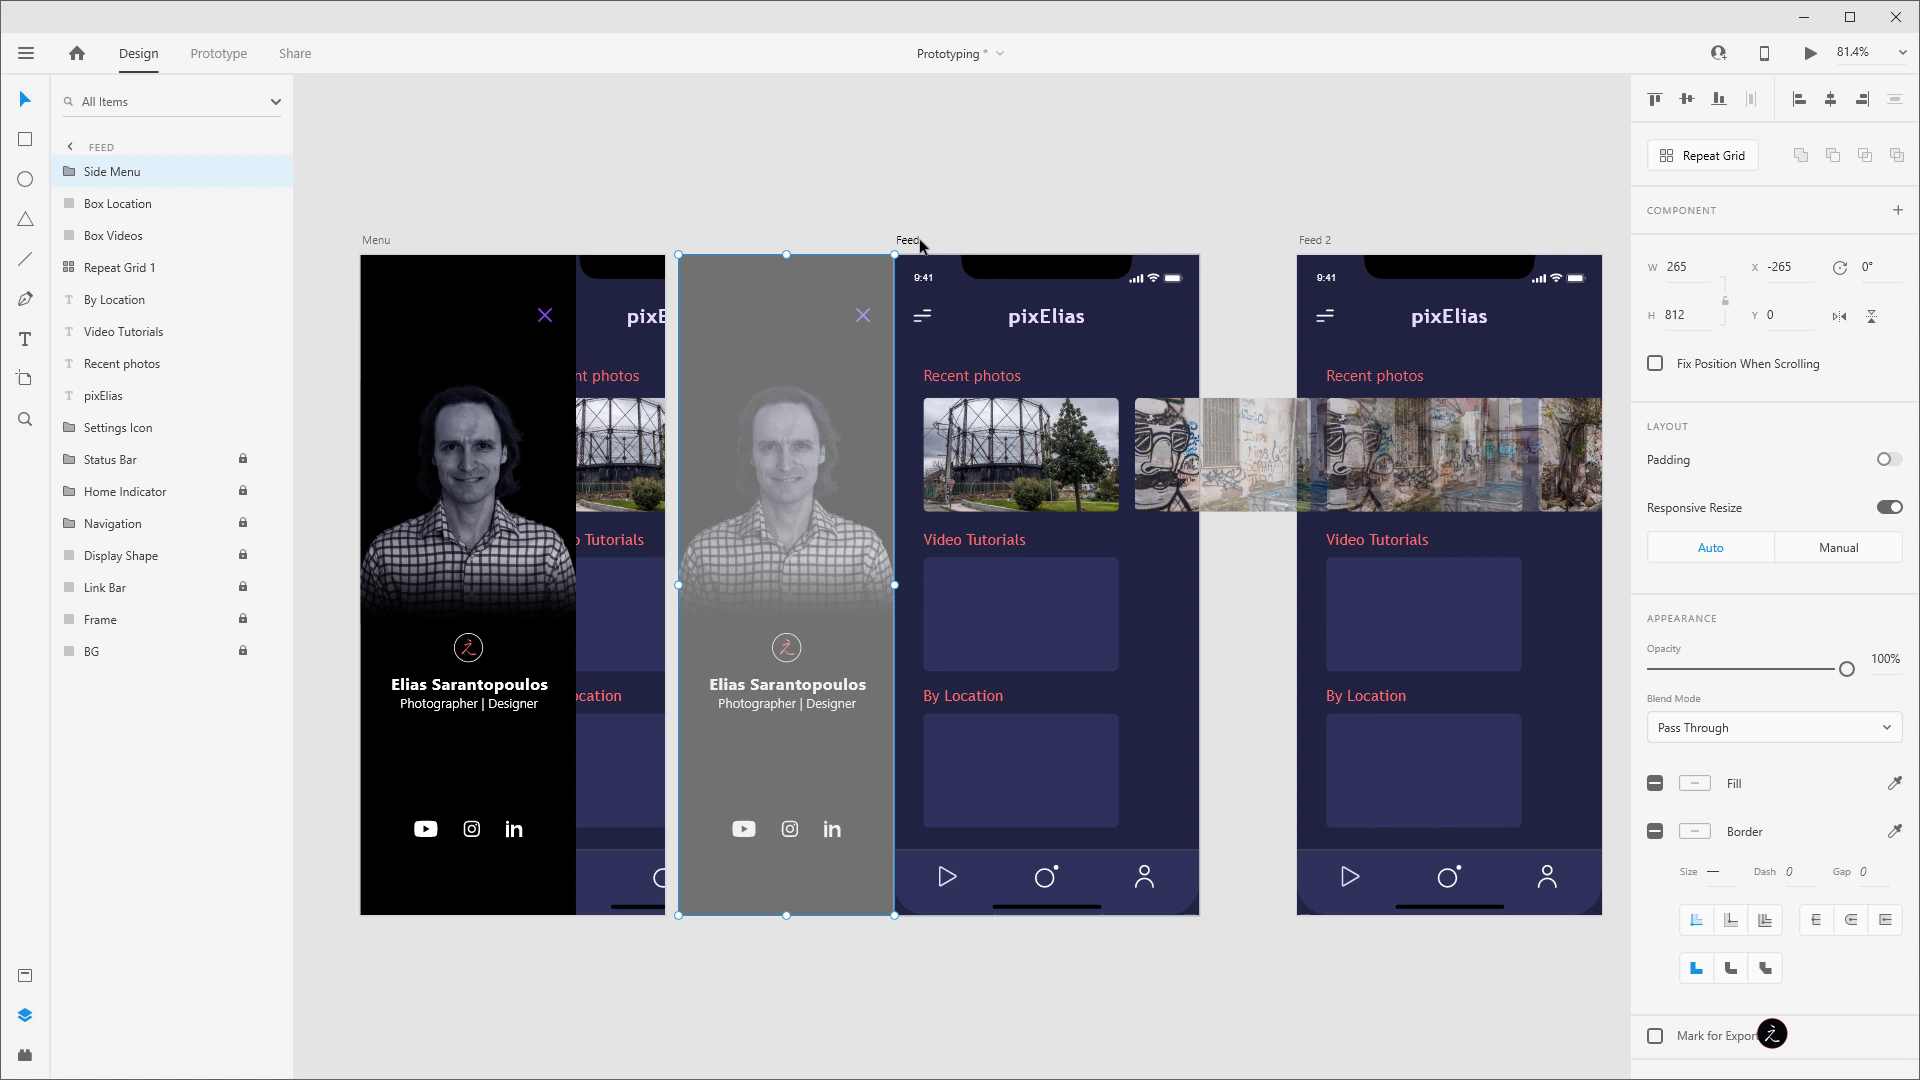 Design
Prototype
Share
Prototyping *
81.4%
All Items
FEED
Side Menu
Box Location
Box Videos
Repeat Grid 1
By Location
Video Tutorials
Recent photos
pixElias
Settings Icon
Status Bar
Home Indicator
Navigation
Display Shape
Link Bar
Frame
BG
Menu
pixE
nt photos
o Tutorials
ocation
Elias Sarantopoulos
Photographer | Designer
in
Elias Sarantopoulos
Photographer | Designer
in
Feed
9:41
pixElias
Recent photos
Video Tutorials
By Location
Feed 2
9:41
pixElias
Recent photos
Video Tutorials
By Location
Repeat Grid
COMPONENT
W 265
X -265
0°
H 812
Y 0
Fix Position When Scrolling
LAYOUT
Padding
Responsive Resize
Auto
Manual
APPEARANCE
Opacity
100%
Blend Mode
Pass Through
Fill
Border
Size —
Dash 0
Gap 0
Mark for Export